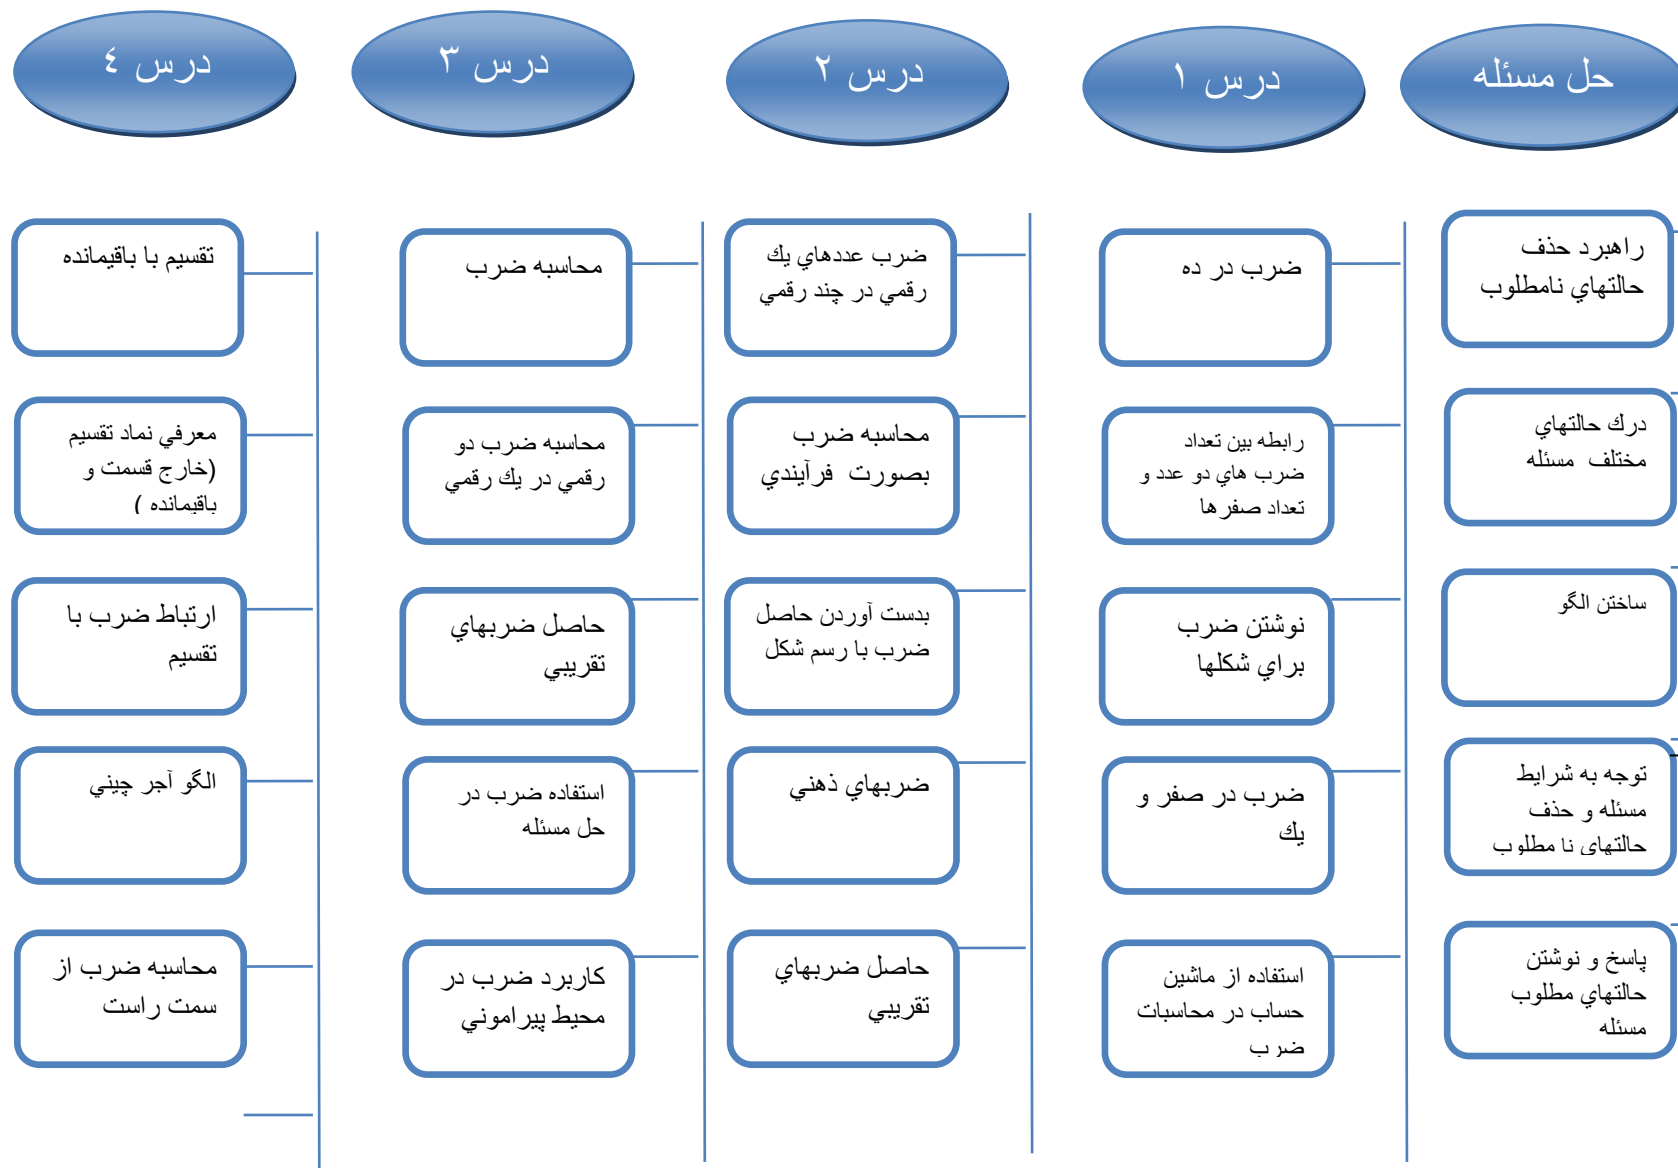 حل مسئله
درس ١
درس ٢
درس ٣
درس ٤
راهبرد حذف
حالتهاي نامطلوب
درك حالتهاي
مختلف مسئله
ساختن الگو
توجه به شرايط
مسئله و حذف
حالتهاي نا مطلوب
پاسخ و نوشتن
حالتهاي مطلوب
مسئله
ضرب در ده
رابطه بين تعداد
ضرب هاي دو عدد و
تعداد صفرها
نوشتن ضرب
براي شكلها
ضرب در صفر و
يك
استفاده از ماشين
حساب در محاسبات
ضرب
ضرب عددهاي يك
رقمي در چند رقمي
محاسبه ضرب
بصورت فرآيندي
بدست آوردن حاصل
ضرب با رسم شكل
ضربهاي ذهني
حاصل ضربهاي
تقريبي
محاسبه ضرب
محاسبه ضرب دو
رقمي در يك رقمي
حاصل ضربهاي
تقريبي
استفاده ضرب در
حل مسئله
كاربرد ضرب در
محيط پيراموني
تقسيم با باقيمانده
معرفي نماد تقسيم
(خارج قسمت و
باقيمانده )
ارتباط ضرب با
تقسيم
الگو آجر چيني
محاسبه ضرب از
سمت راست